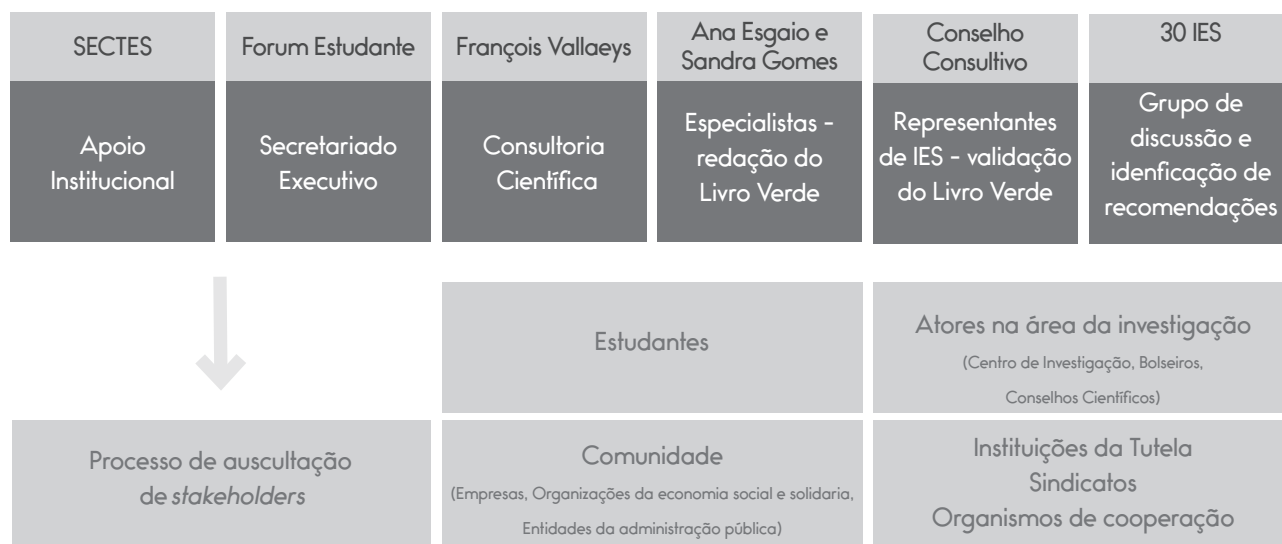 SECTES
Apoio
Institucional
Forum Estudante
Secretariado
Executivo
François Vallaeys
Consultoria
Científica
Ana Esgaio e
Sandra Gomes
Especialistas -
redação do
Livro Verde
Conselho
Consultivo
Representantes
de IES - validação
do Livro Verde
30 IES
Grupo de
discussão e
idenficação de
recomendações
Estudantes
Atores na área da investigação
(Centro de Investigação, Bolseiros,
Conselhos Científicos)
Processo de auscultação
de stakeholders
Comunidade
(Empresas, Organizações da economia social e solidaria,
Entidades da administração pública)
Instituições da Tutela
Sindicatos
Organismos de cooperação